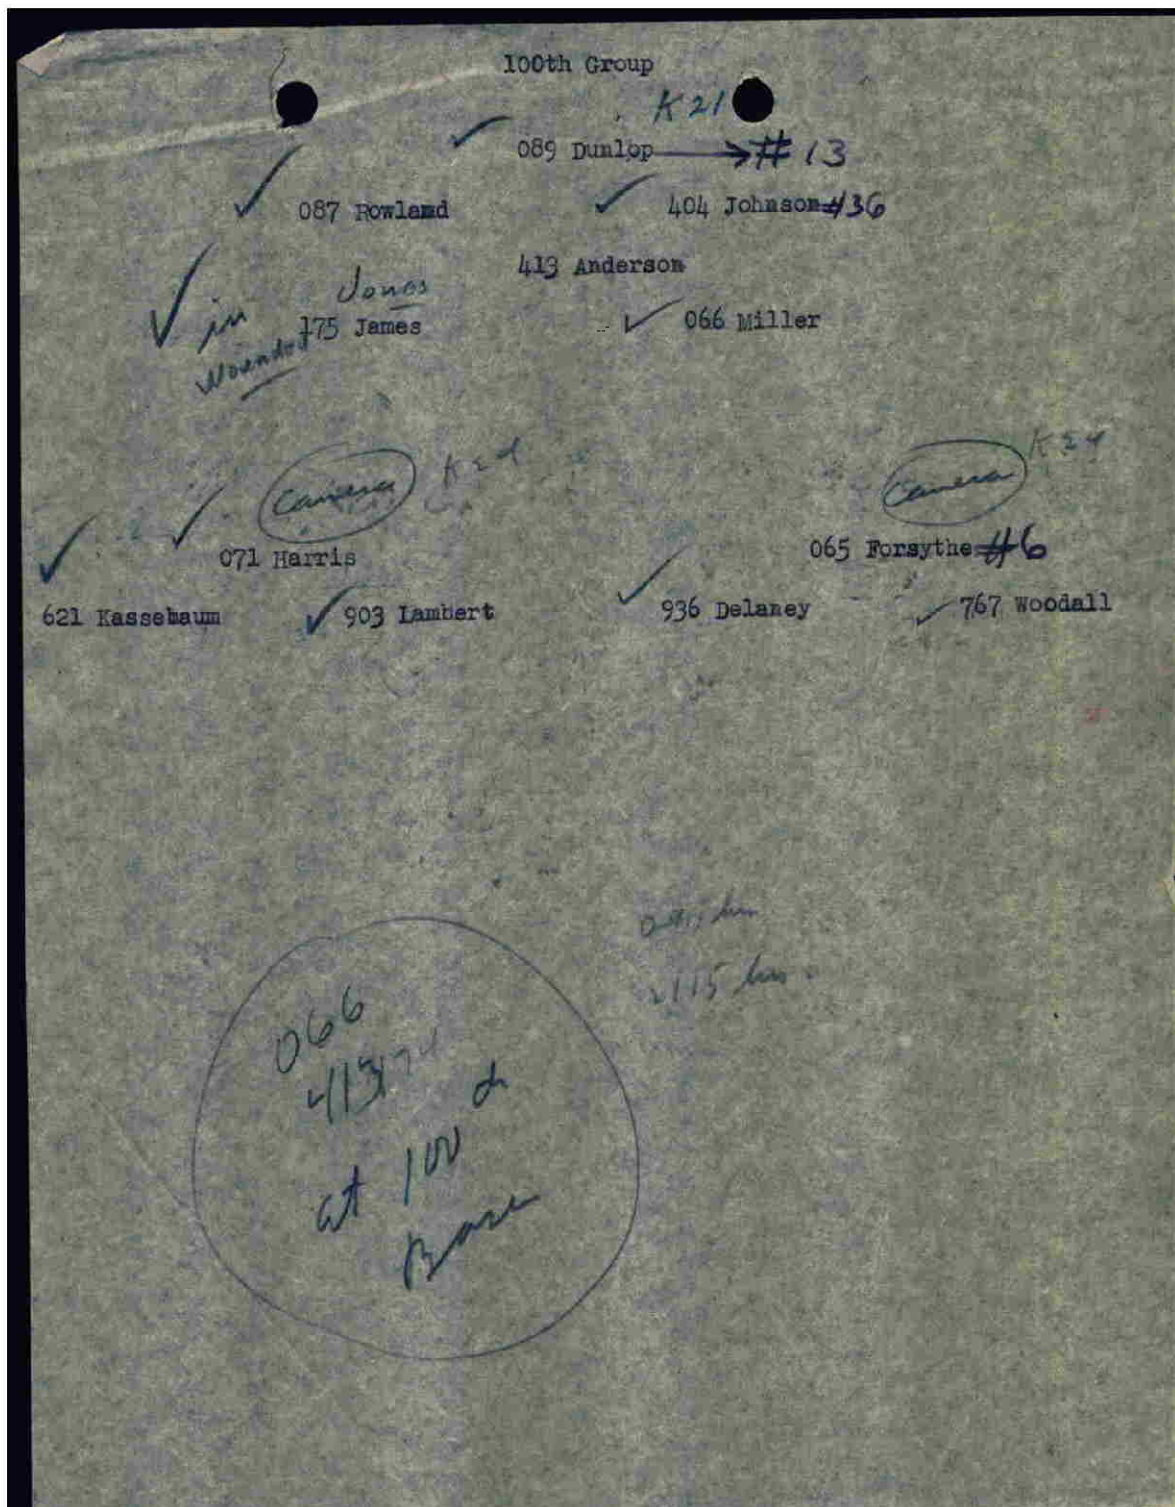 100th Group
K21
089 Dunlop → #13
087 Rowland 404 Johnson #36
413 Anderson
Jones
in 175 James 066 Miller
Wounded
Camera Camera
071 Harris 065 Forsythe #6
621 Kassebaum 903 Lambert 936 Delaney 767 Woodall
066
413
at 100
Base